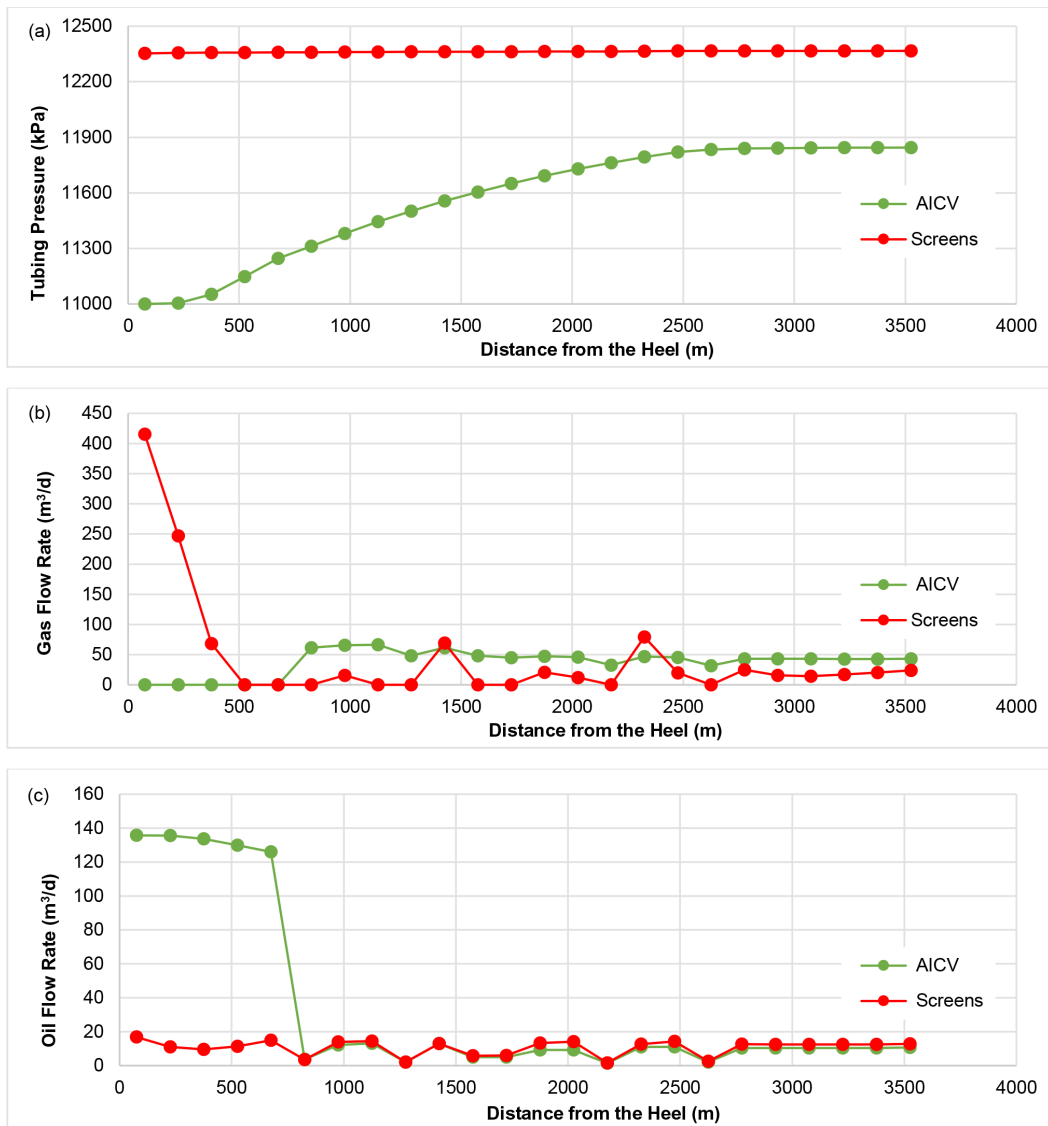 (a)
Tubing Pressure (kPa)
12500
12200
11900
11600
11300
11000
0 500 1000 1500 2000 2500 3000 3500 4000
Distance from the Heel (m)
AICV
Screens
(b)
Gas Flow Rate (m³/d)
450
400
350
300
250
200
150
100
50
0
0 500 1000 1500 2000 2500 3000 3500 4000
Distance from the Heel (m)
AICV
Screens
(c)
Oil Flow Rate (m³/d)
160
140
120
100
80
60
40
20
0
0 500 1000 1500 2000 2500 3000 3500 4000
Distance from the Heel (m)
AICV
Screens